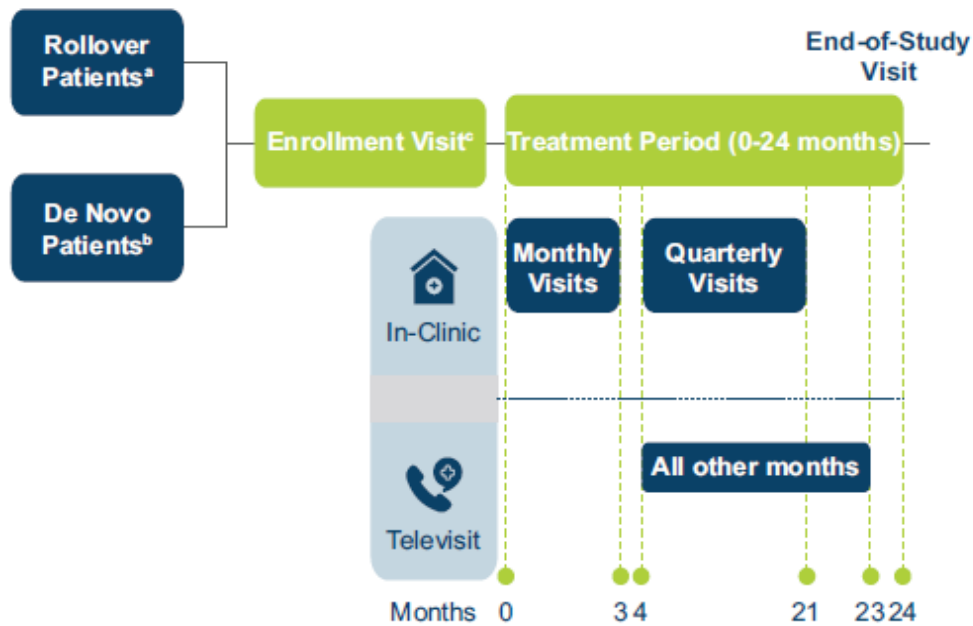 Rollover
Patientsᵃ
De Novo
Patientsᵇ
Enrollment Visitᶜ
Treatment Period (0-24 months)
End-of-Study
Visit
In-Clinic
Monthly
Visits
Quarterly
Visits
Televisit
All other months
Months 0 3 4 21 23 24